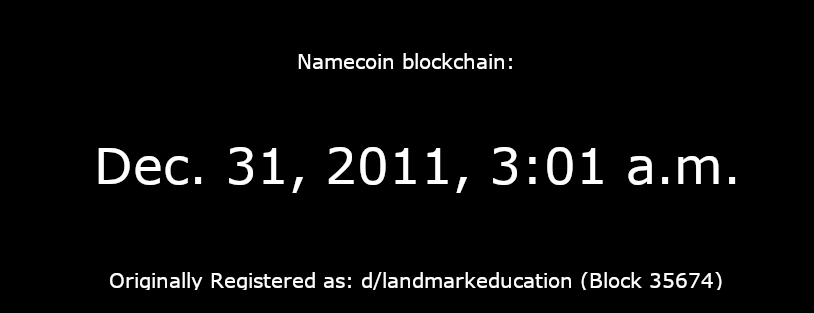 Namecoin blockchain:
Dec. 31, 2011, 3:01 a.m.
Originally Registered as: d/landmarkeducation (Block 35674)